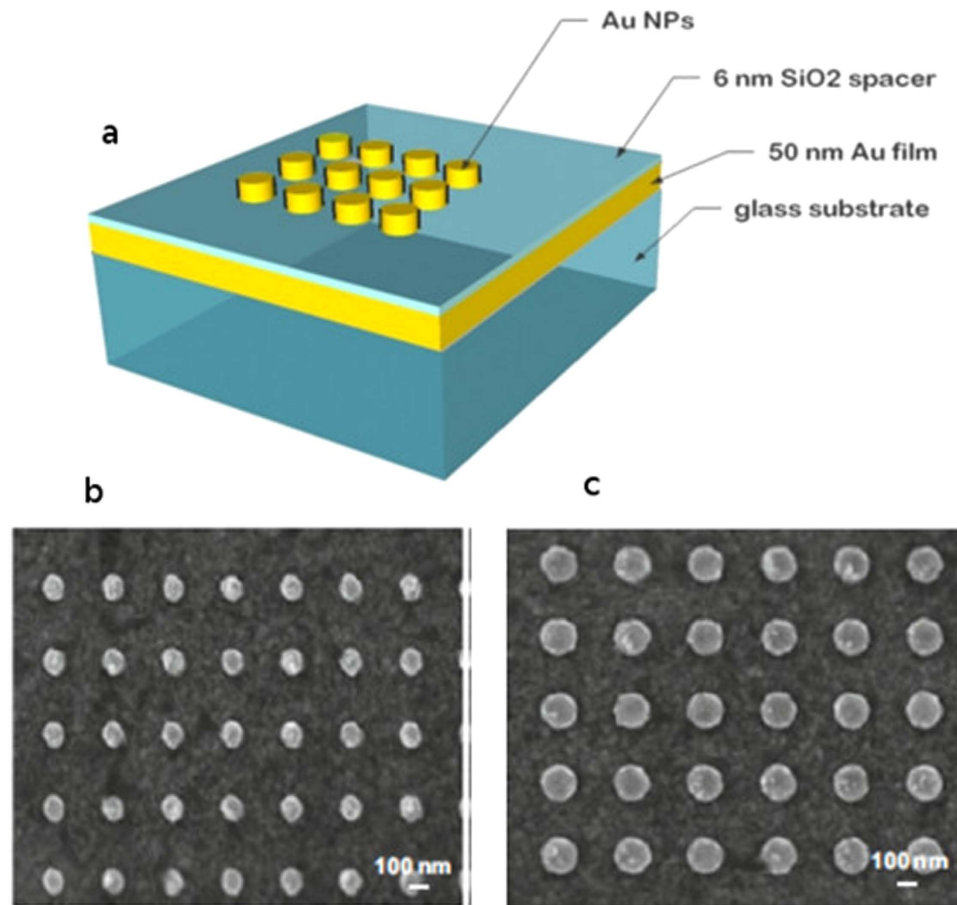 Au NPs
6 nm SiO2 spacer
a
50 nm Au film
glass substrate
b
c
100 nm
100 nm